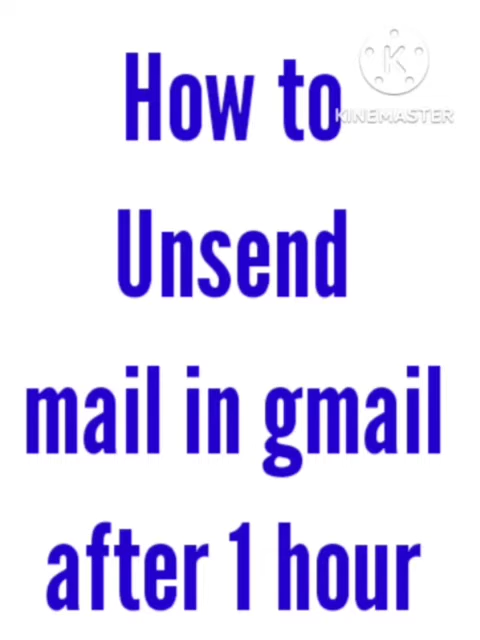 How to
K
KINEMASTER
Unsend
mail in gmail
after 1 hour